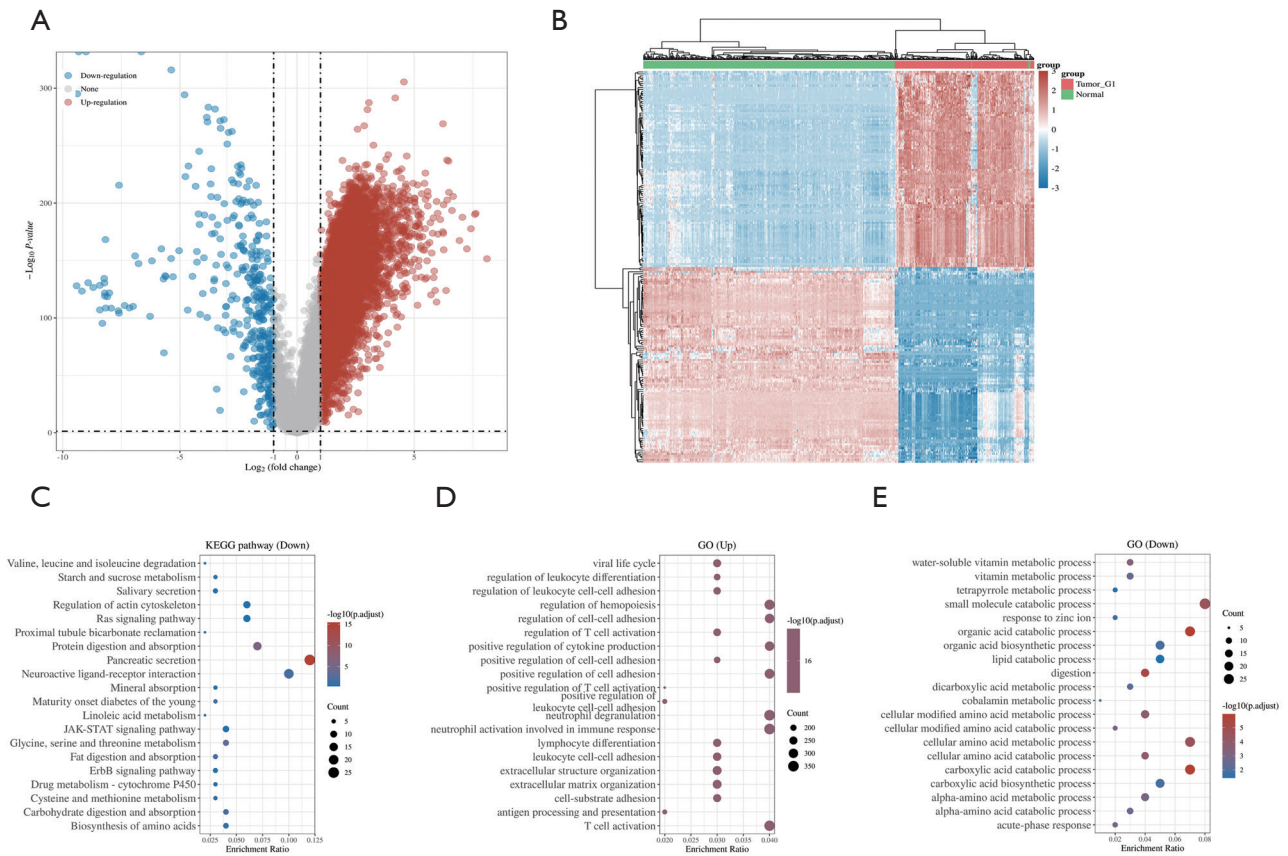 A
Down-regulation
None
Up-regulation
300
200
100
0
−Log10 P-value
-10
-5
-1
0
1
5
Log2 (fold change)
B
group
group
Tumor_G1
Normal
3
2
1
0
-1
-2
-3
C
KEGG pathway (Down)
Valine, leucine and isoleucine degradation
Starch and sucrose metabolism
Salivary secretion
Regulation of actin cytoskeleton
Ras signaling pathway
Proximal tubule bicarbonate reclamation
Protein digestion and absorption
Pancreatic secretion
Neuroactive ligand-receptor interaction
Mineral absorption
Maturity onset diabetes of the young
Linoleic acid metabolism
JAK-STAT signaling pathway
Glycine, serine and threonine metabolism
Fat digestion and absorption
ErbB signaling pathway
Drug metabolism - cytochrome P450
Cysteine and methionine metabolism
Carbohydrate digestion and absorption
Biosynthesis of amino acids
0.025 0.050 0.075 0.100 0.125
Enrichment Ratio
-log10(p.adjust)
15
10
5
Count
5
10
15
20
25
D
GO (Up)
viral life cycle
regulation of leukocyte differentiation
regulation of leukocyte cell-cell adhesion
regulation of hemopoiesis
regulation of cell-cell adhesion
regulation of T cell activation
positive regulation of cytokine production
positive regulation of cell-cell adhesion
positive regulation of cell adhesion
positive regulation of T cell activation
positive regulation of
leukocyte cell-cell adhesion
neutrophil degranulation
neutrophil activation involved in immune response
lymphocyte differentiation
leukocyte cell-cell adhesion
extracellular structure organization
extracellular matrix organization
cell-substrate adhesion
antigen processing and presentation
T cell activation
0.020 0.025 0.030 0.035 0.040
Enrichment Ratio
-log10(p.adjust)
16
Count
200
250
300
350
E
GO (Down)
water-soluble vitamin metabolic process
vitamin metabolic process
tetrapyrrole metabolic process
small molecule catabolic process
response to zinc ion
organic acid catabolic process
organic acid biosynthetic process
lipid catabolic process
digestion
dicarboxylic acid metabolic process
cobalamin metabolic process
cellular modified amino acid metabolic process
cellular modified amino acid catabolic process
cellular amino acid metabolic process
cellular amino acid catabolic process
carboxylic acid catabolic process
carboxylic acid biosynthetic process
alpha-amino acid metabolic process
alpha-amino acid catabolic process
acute-phase response
0.02 0.04 0.06 0.08
Enrichment Ratio
Count
5
10
15
20
25
-log10(p.adjust)
5
4
3
2